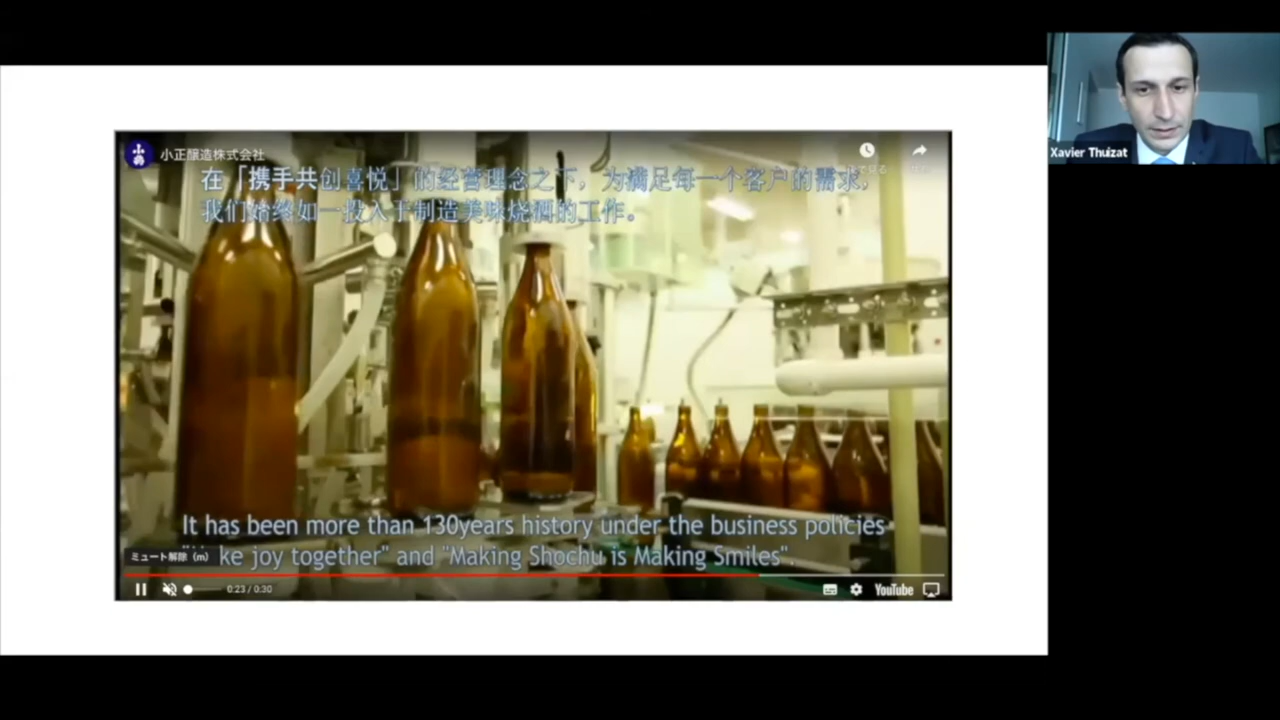 小正醸造株式会社
在「携手共创喜悦」的经营理念之下，为满足每一个客户的需求，
我们始终如一投入于制造美味烧酒的工作。
Xavier Thuizat
It has been more than 130years history under the business policies
ke joy together" and "Making Shochu is Making Smiles".
ミュート解除（m）
0:23 / 0:30
YouTube